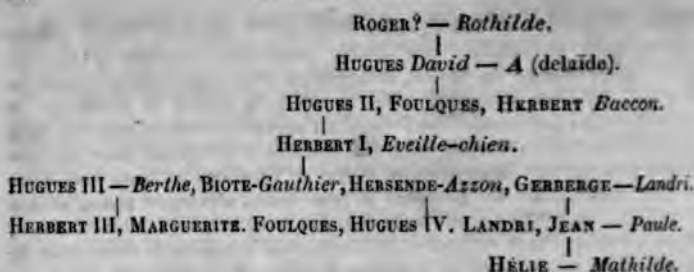 ROGER? — Rothilde.
HUGUES David — A (delaïde).
HUGUES II, FOULQUES, HERBERT Baccon.
HERBERT I, Eveille-chien.
HUGUES III — Berthe, BIOTE-Gauthier, HERSENDE-Azzon, GERBERGE — Landri.
HERBERT III, MARGUERITE. FOULQUES, HUGUES IV. LANDRI, JEAN — Paule.
HÉLIE — Mathilde.